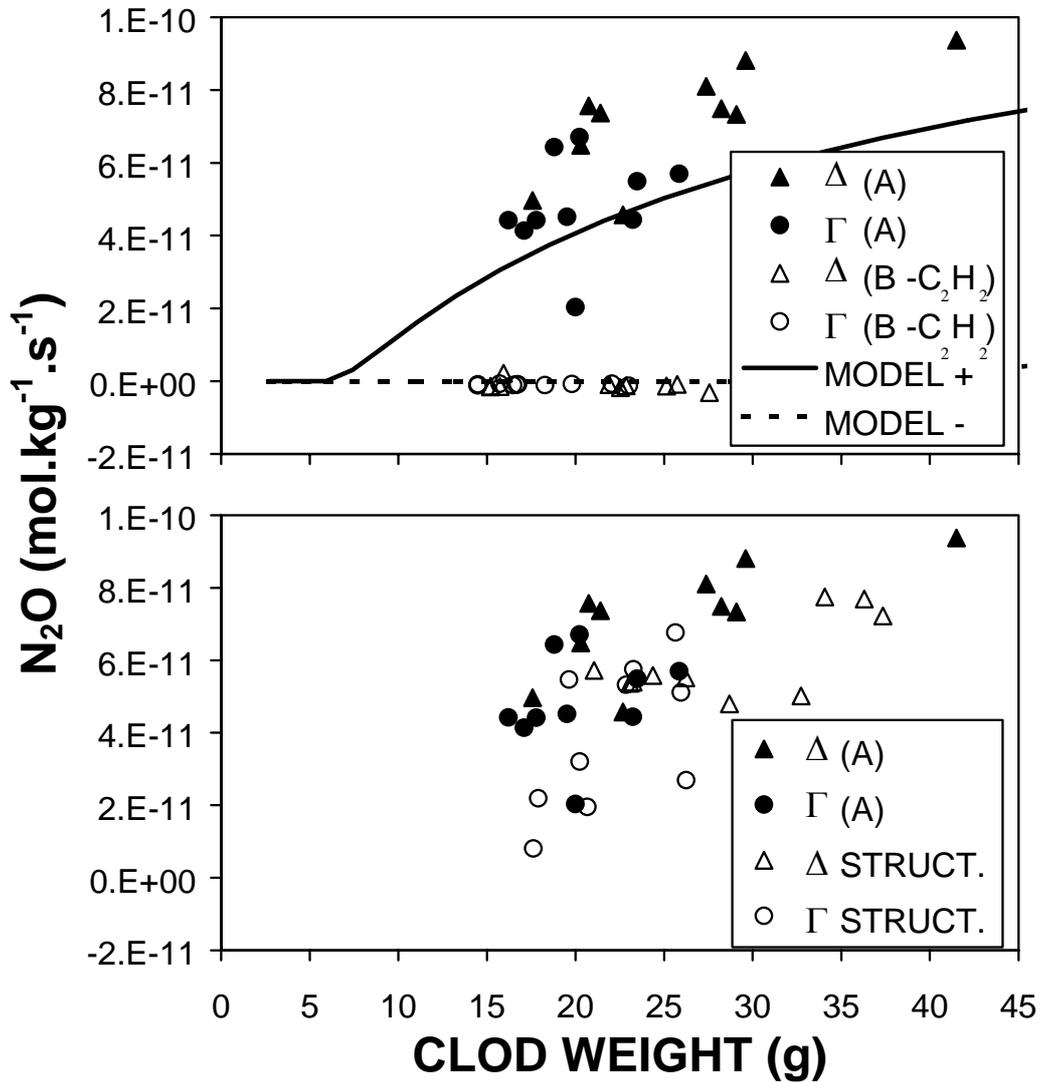 N₂O (mol.kg⁻¹.s⁻¹)
1.E-10
8.E-11
6.E-11
4.E-11
2.E-11
0.E+00
-2.E-11
Δ (A)
Γ (A)
Δ (B -C₂H₂)
Γ (B -C₂H₂)
MODEL +
MODEL -
1.E-10
8.E-11
6.E-11
4.E-11
2.E-11
0.E+00
-2.E-11
Δ (A)
Γ (A)
Δ STRUCT.
Γ STRUCT.
0 5 10 15 20 25 30 35 40 45
CLOD WEIGHT (g)